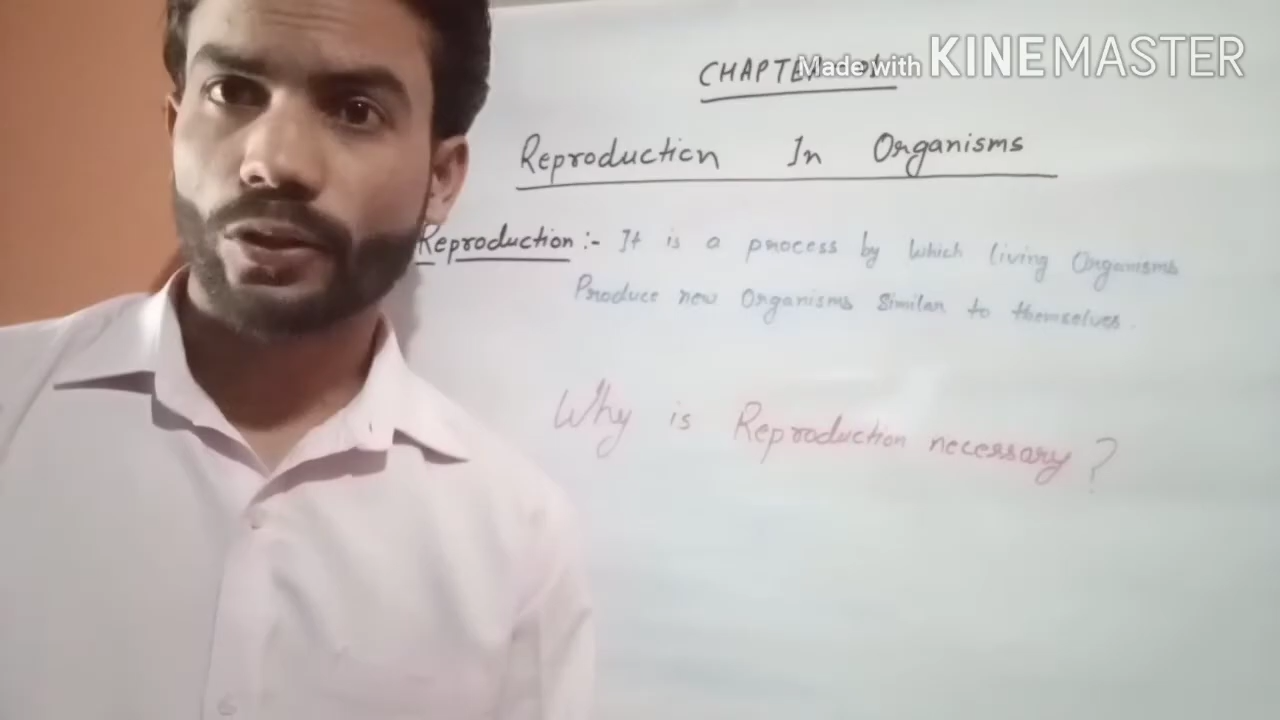 CHAPTER
Made with KINEMASTER
Reproduction In Organisms
Reproduction :- It is a process by which living Organisms
Produce new Organisms Similar to themselves.
Why is Reproduction necessary ?